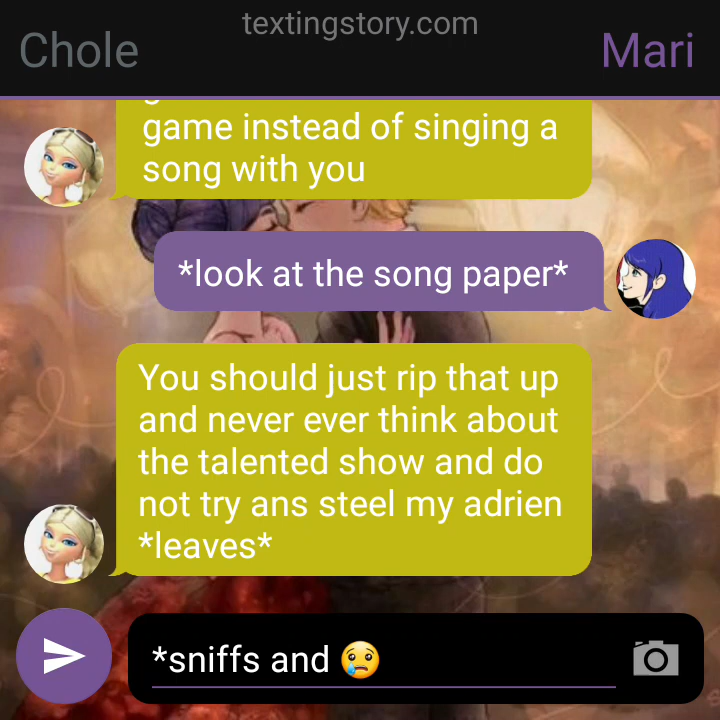 textingstory.com
Chole
Mari
game instead of singing a
song with you
*look at the song paper*
You should just rip that up
and never ever think about
the talented show and do
not try ans steel my adrien
*leaves*
*sniffs and 😢